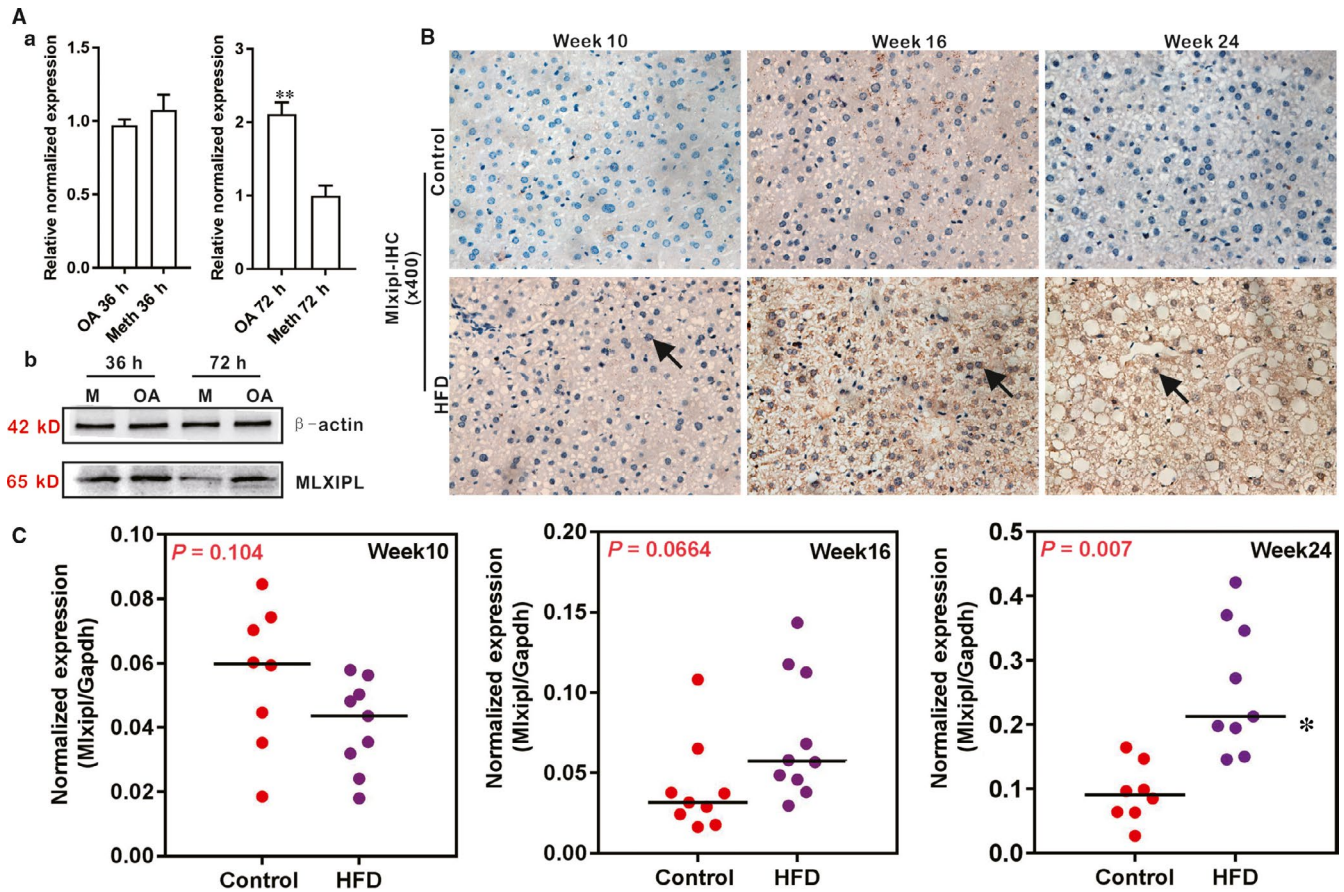 A
a
Relative normalized expression
1.5
1.0
0.5
0.0
OA 36 h
Meth 36 h
Relative normalized expression
3
2
1
0
**
OA 72 h
Meth 72 h
b
36 h
72 h
M
OA
M
OA
42 kD
β-actin
65 kD
MLXIPL
B
Week 10
Week 16
Week 24
Mlxipl-IHC
(x400)
Control
HFD
C
Normalized expression
(Mlxipl/Gapdh)
0.10
0.08
0.06
0.04
0.02
0.00
P = 0.104
Week10
Control
HFD
Normalized expression
(Mlxipl/Gapdh)
0.20
0.15
0.10
0.05
0.00
P = 0.0664
Week16
Control
HFD
Normalized expression
(Mlxipl/Gapdh)
0.5
0.4
0.3
0.2
0.1
0.0
P = 0.007
Week24
*
Control
HFD